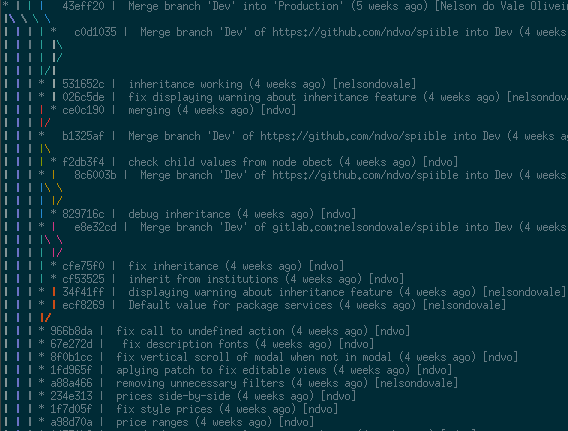 * 43eff20 | Merge branch 'Dev' into 'Production' (5 weeks ago) [Nelson do Vale Oliveir
* c0d1035 | Merge branch 'Dev' of https://github.com/ndvo/spiible into Dev (4 week
* 531652c | inheritance working (4 weeks ago) [nelsondovale]
* 026c5de | fix displaying warning about inheritance feature (4 weeks ago) [nelsondova
* ce0c190 | merging (4 weeks ago) [ndvo]
* b1325af | Merge branch 'Dev' of https://github.com/ndvo/spiible into Dev (4 wee
* f2db3f4 | check child values from node obect (4 weeks ago) [ndvo]
* 8c6003b | Merge branch 'Dev' of https://github.com/ndvo/spiible into Dev (4 week
* 829716c | debug inheritance (4 weeks ago) [ndvo]
* e8e32cd | Merge branch 'Dev' of gitlab.com:nelsondovale/spiible into Dev (4 week
* cfe75f0 | fix inheritance (4 weeks ago) [ndvo]
* cf53525 | inherit from institutions (4 weeks ago) [ndvo]
* 34f41ff | displaying warning about inheritance feature (4 weeks ago) [nelsondovale]
* ecf8269 | Default value for package services (4 weeks ago) [nelsondovale]
* 966b8da | fix call to undefined action (4 weeks ago) [ndvo]
* 67e272d | fix description fonts (4 weeks ago) [ndvo]
* 8f0b1cc | fix vertical scroll of modal when not in modal (4 weeks ago) [ndvo]
* 1fd965f | aplying patch to fix editable views (4 weeks ago) [ndvo]
* a88a466 | removing unnecessary filters (4 weeks ago) [nelsondovale]
* 234e313 | prices side-by-side (4 weeks ago) [ndvo]
* 1f7d05f | fix style prices (4 weeks ago) [ndvo]
* a98d70a | price ranges (4 weeks ago) [ndvo]